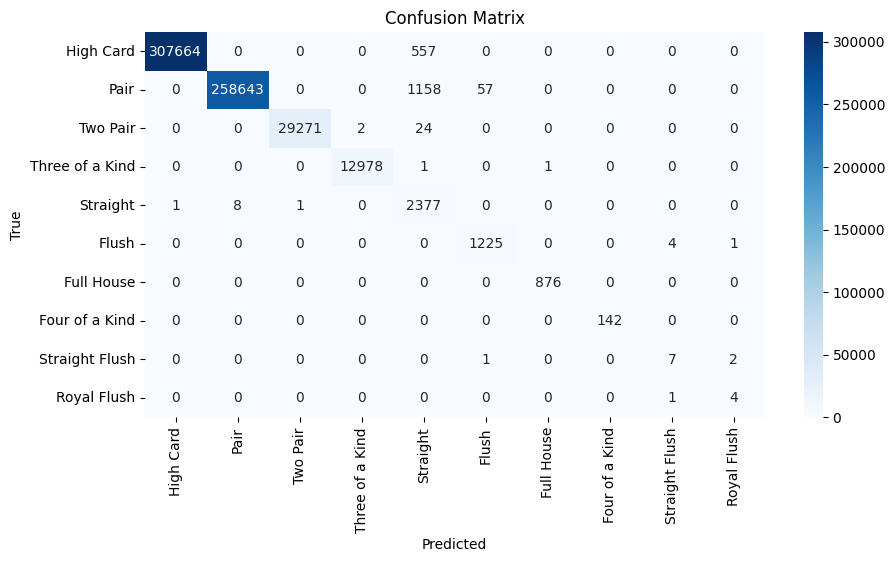 Confusion Matrix
High Card 307664 0 0 0 557 0 0 0 0 0
Pair 0 258643 0 0 1158 57 0 0 0 0
Two Pair 0 0 29271 2 24 0 0 0 0 0
Three of a Kind 0 0 0 12978 1 0 1 0 0 0
Straight 1 8 1 0 2377 0 0 0 0 0
Flush 0 0 0 0 0 1225 0 0 4 1
Full House 0 0 0 0 0 0 876 0 0 0
Four of a Kind 0 0 0 0 0 0 0 142 0 0
Straight Flush 0 0 0 0 0 1 0 0 7 2
Royal Flush 0 0 0 0 0 0 0 0 1 4
True
High Card
Pair
Two Pair
Three of a Kind
Straight
Flush
Full House
Four of a Kind
Straight Flush
Royal Flush
Predicted
300000
250000
200000
150000
100000
50000
0